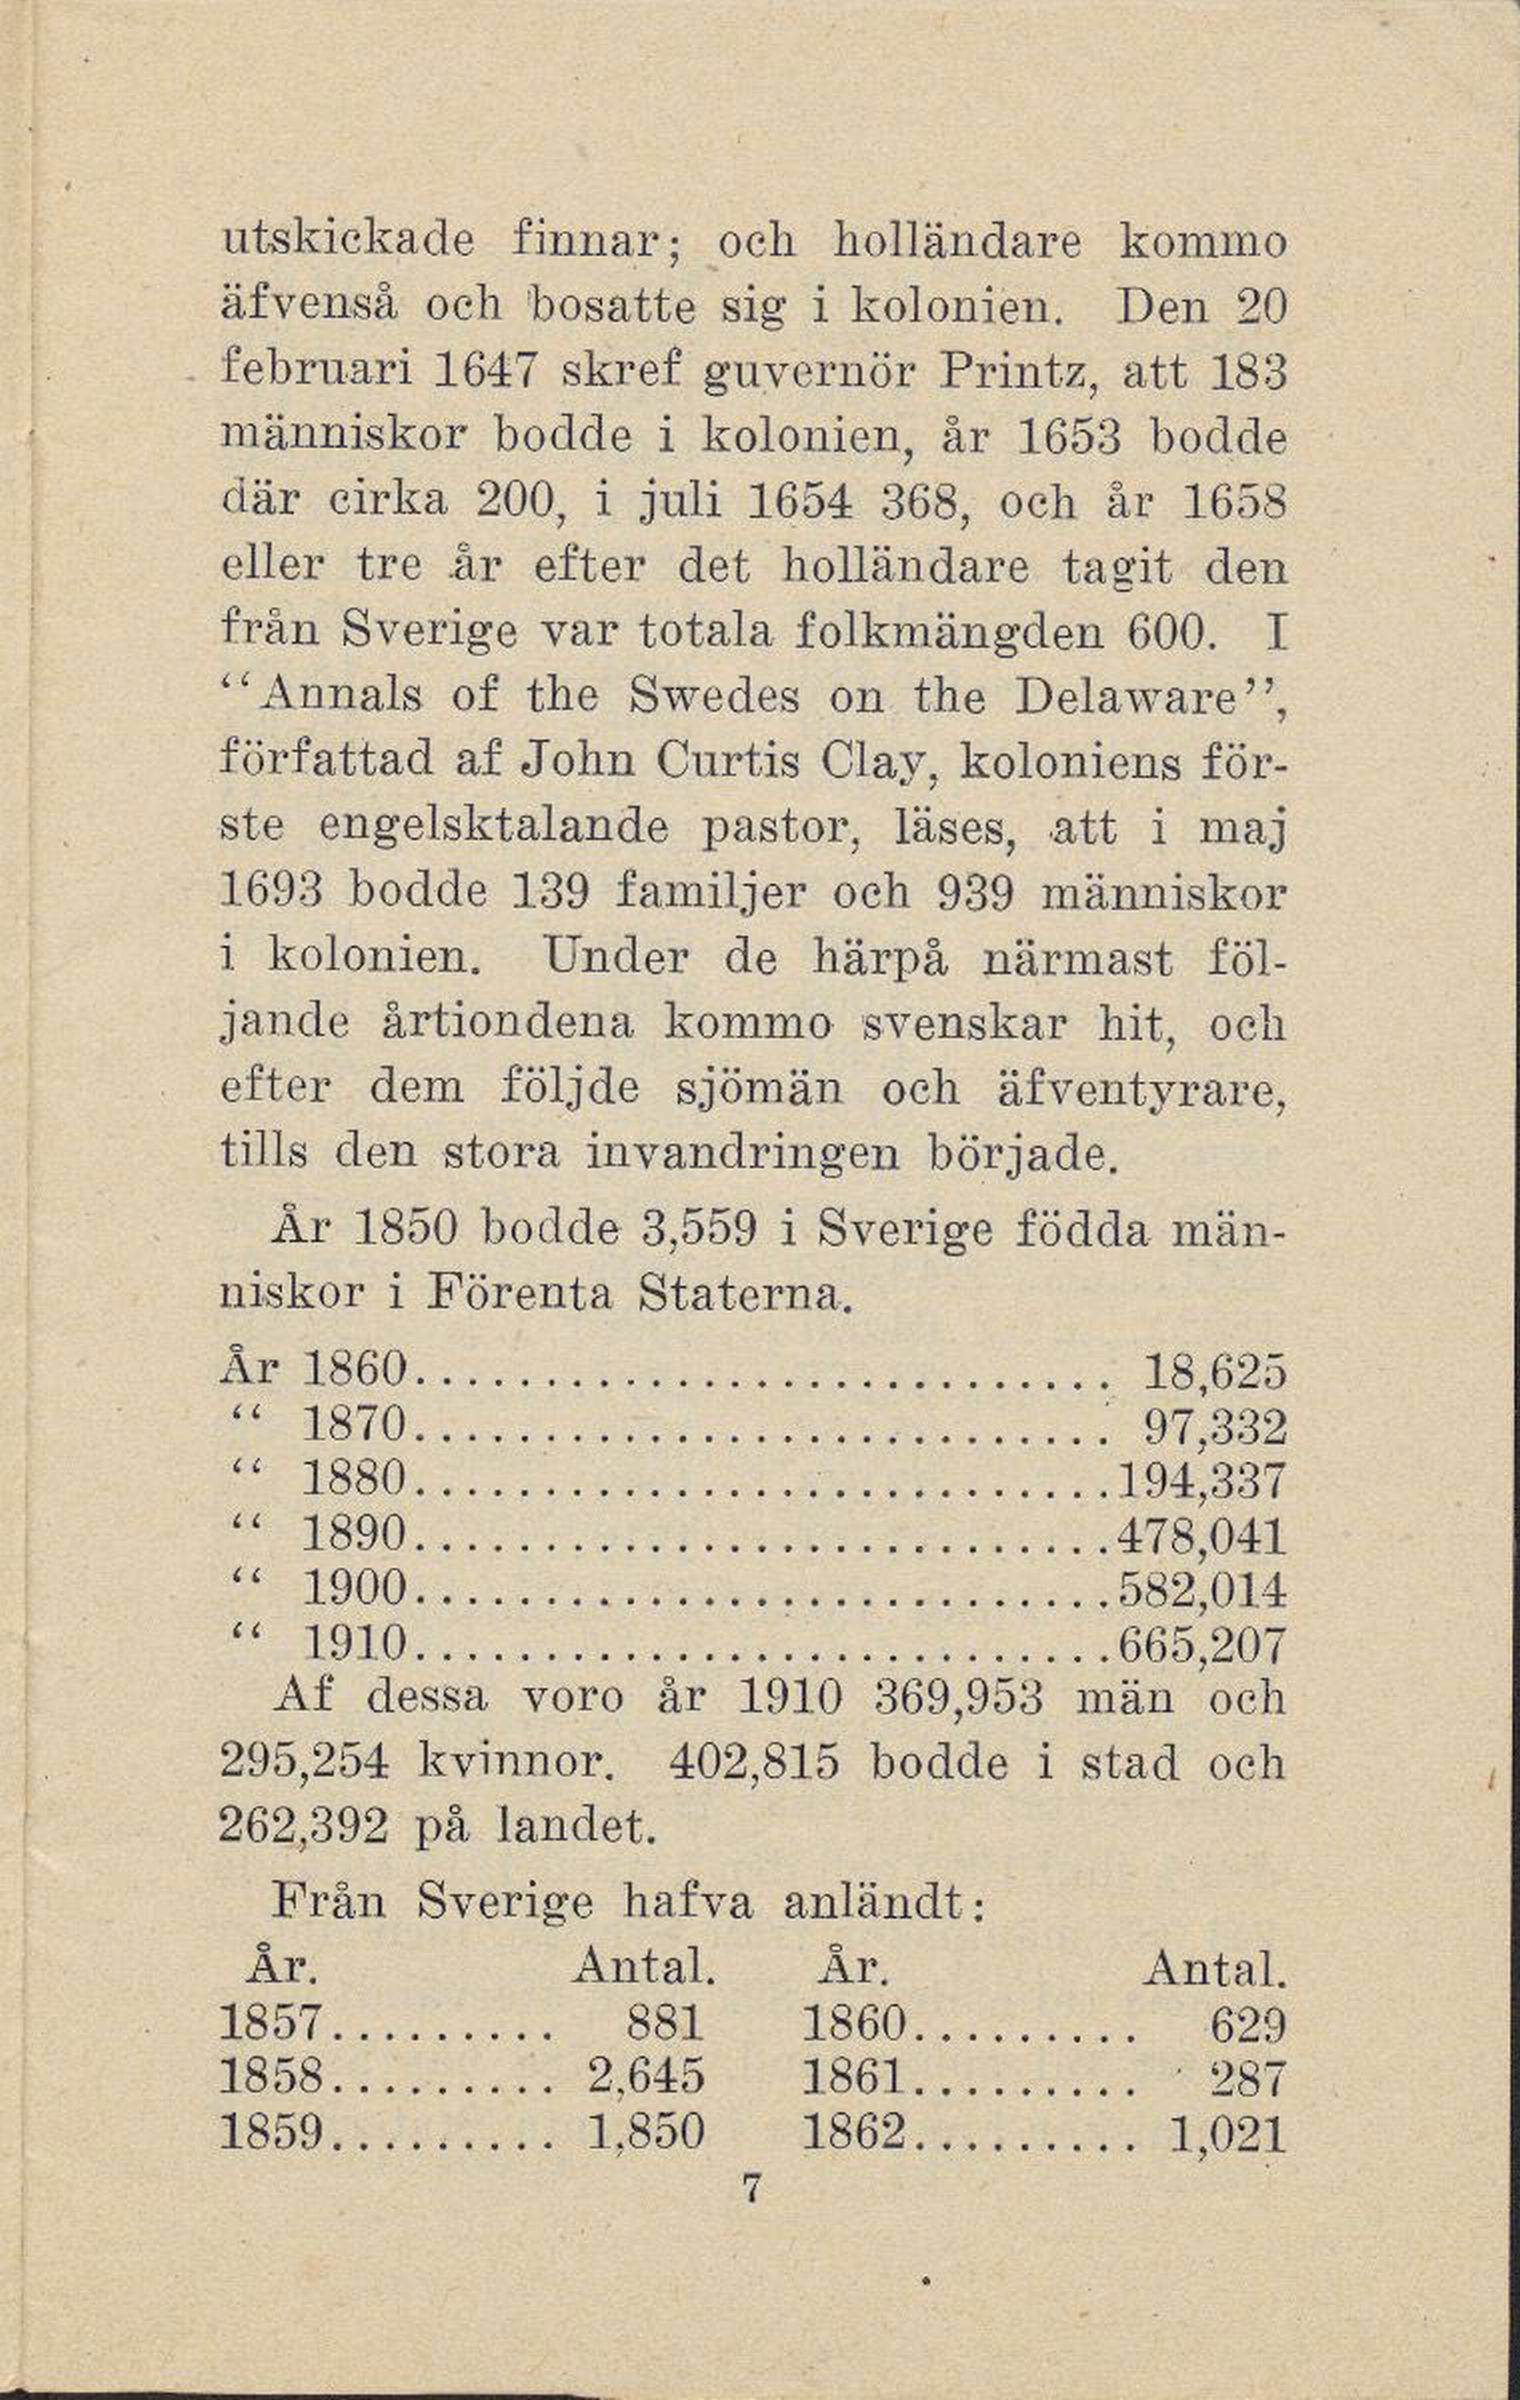 utskickade finnar; och holländare kommo
äfvenså och bosatte sig i kolonien. Den 20
februari 1647 skref guvernör Printz, att 183
människor bodde i kolonien, år 1653 bodde
där cirka 200, i juli 1654 368, och år 1658
eller tre år efter det holländare tagit den
från Sverige var totala folkmängden 600. I
“Annals of the Swedes on the Delaware”,
författad af John Curtis Clay, koloniens för-
ste engelsktalande pastor, läses, att i maj
1693 bodde 139 familjer och 939 människor
i kolonien. Under de härpå närmast föl-
jande årtiondena kommo svenskar hit, och
efter dem följde sjömän och äfventyrare,
tills den stora invandringen började.
År 1850 bodde 3,559 i Sverige födda män-
niskor i Förenta Staterna.
År 1860........................... 18,625
“ 1870........................... 97,332
“ 1880...........................194,337
“ 1890...........................478,041
“ 1900...........................582,014
“ 1910...........................665,207
Af dessa voro år 1910 369,953 män och
295,254 kvinnor. 402,815 bodde i stad och
262,392 på landet.
Från Sverige hafva anländt:
År. Antal. År. Antal.
1857......... 881 1860......... 629
1858......... 2,645 1861......... 287
1859......... 1,850 1862......... 1,021
7